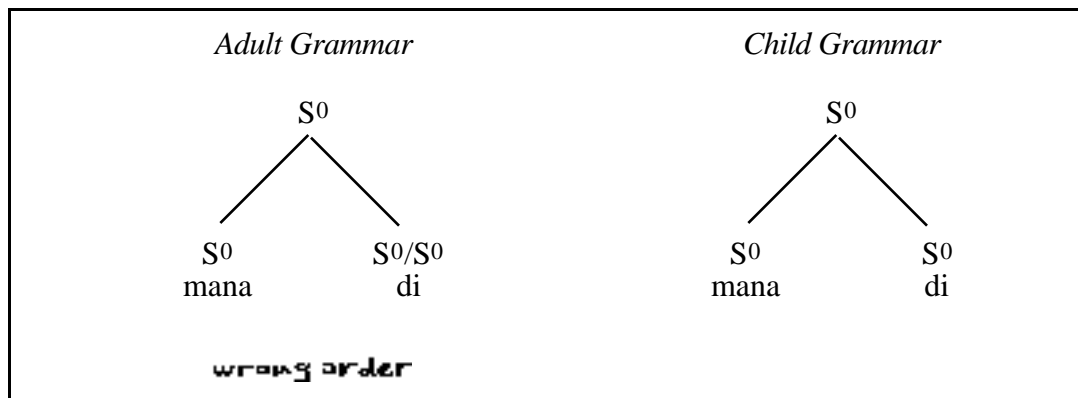 Adult Grammar Child Grammar
S⁰ S⁰
S⁰ S⁰/S⁰ S⁰ S⁰
mana di mana di
wrong order